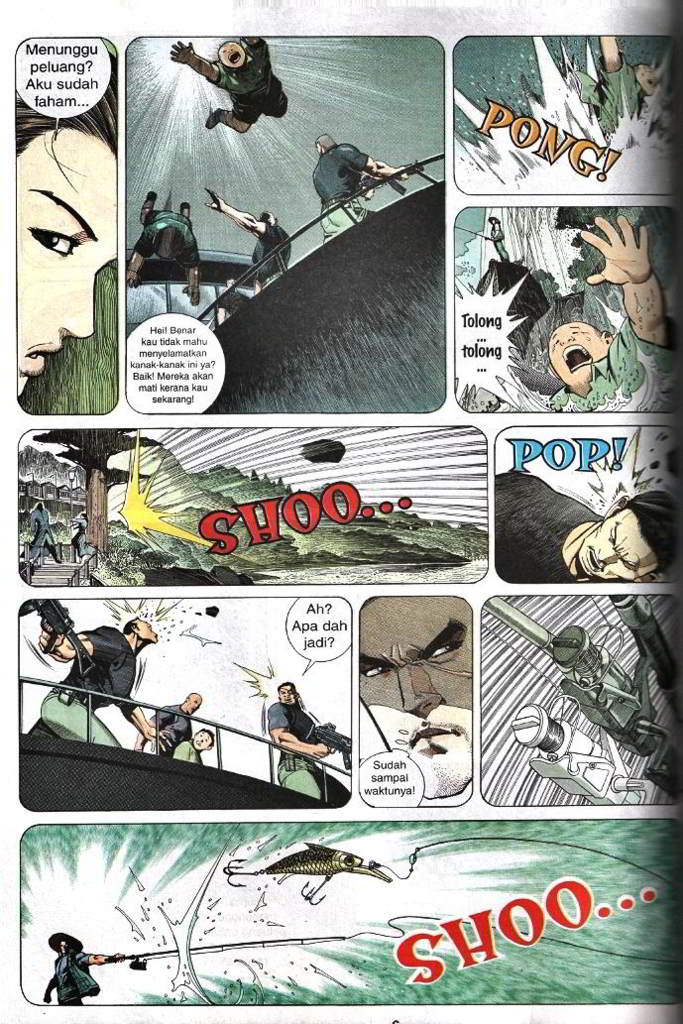 Menunggu
peluang?
Aku sudah
faham...
Hei! Benar
kau tidak mahu
menyelamatkan
kanak-kanak ini ya?
Baik! Mereka akan
mati kerana kau
sekarang!
PONG!
Tolong
...
tolong
...
SHOO...
POP!
Ah?
Apa dah
jadi?
Sudah
sampai
waktunya!
SHOO...